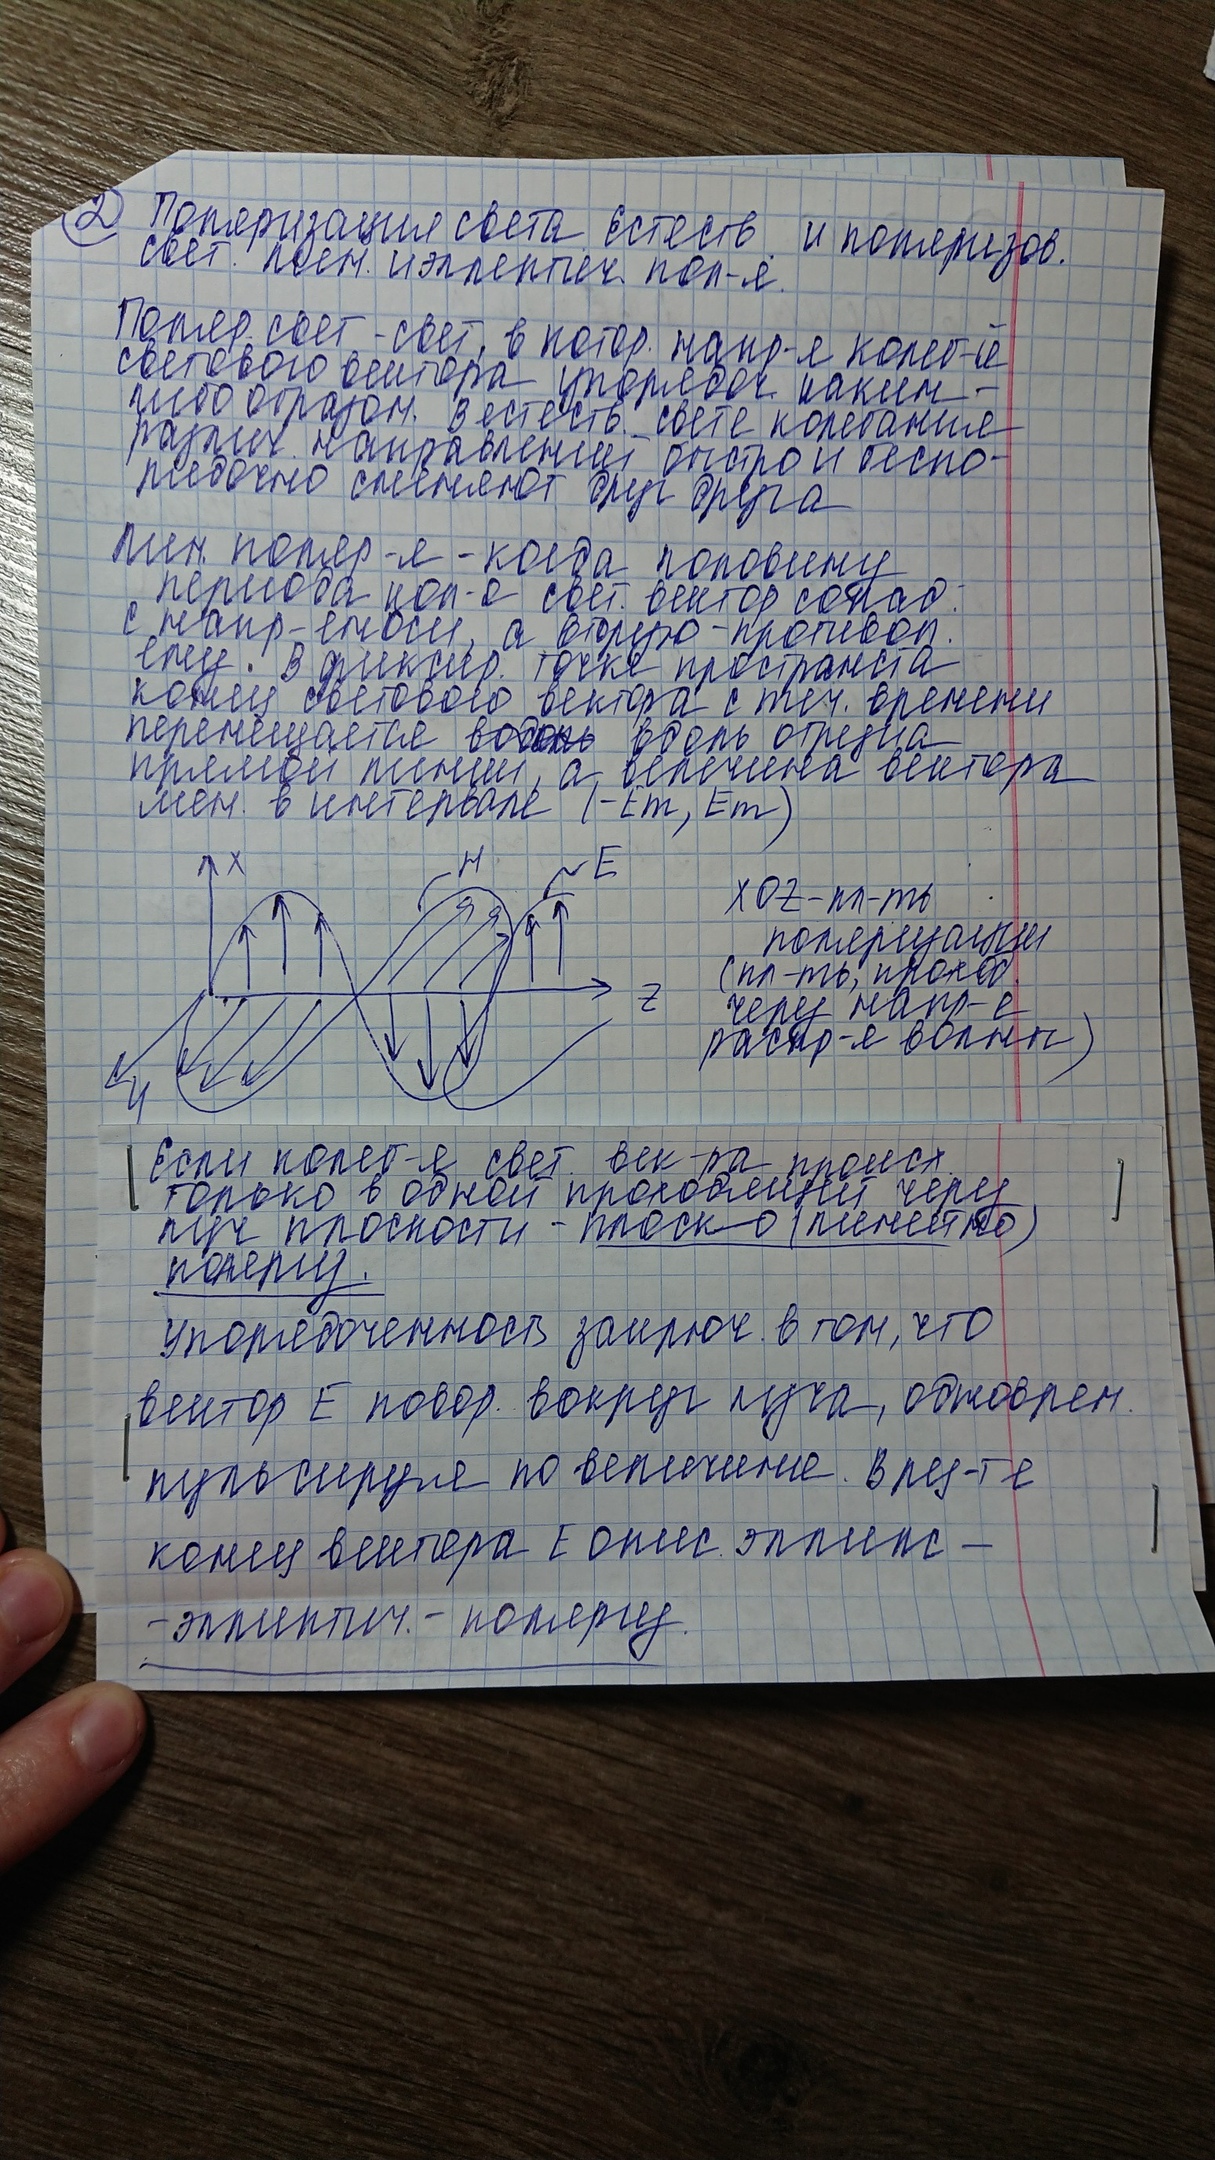 2 Поляризация света. Естеств. и поляризов.
свет. Лин. и эллептич. пол-я.
Поляр. свет - свет, в котор. напр-я колеб-й
светового вектора упорядоч. каким -
либо образом. В естеств. свете колебания
различ. направлений быстро и беспо-
рядочно сменяют друг друга
Лин. поляр-я - когда половину
периода кол-я свет. вектор совпад.
с напр-ем оси, а вторую - противоп.
ему. В фиксир. точке пространста
конец светового вектора с теч. времени
перемещается вдоль отрезка
прямой линии, а величина вектора
мен. в интервале (-Em, Em)
X H E
Z
y
XOZ - пл-ть
поляризации
(пл-ть, проход.
через напр-е
распр-я волны)
Если колеб-я свет. век-ра происх.
только в одной проходящей через
луч плоскости - плоск-о (линейно)
поляриз.
Упорядоченность заключ. в том, что
вектор E повор. вокруг луча, одновремен.
пульсируя по величине. В рез-те
конец вектора E опис. эллипс -
- эллиптич. - поляриз.